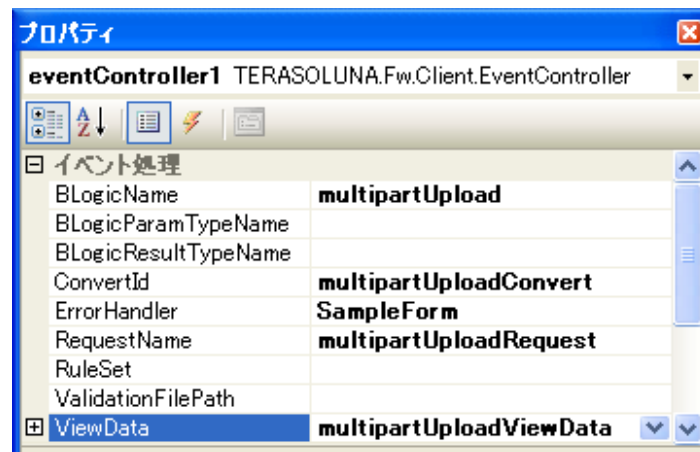 プロパティ
eventController1 TERASOLUNA.Fw.Client.EventController
イベント処理
BLogicName multipartUpload
BLogicParamTypeName
BLogicResultTypeName
ConvertId multipartUploadConvert
ErrorHandler SampleForm
RequestName multipartUploadRequest
RuleSet
ValidationFilePath
ViewData multipartUploadViewData